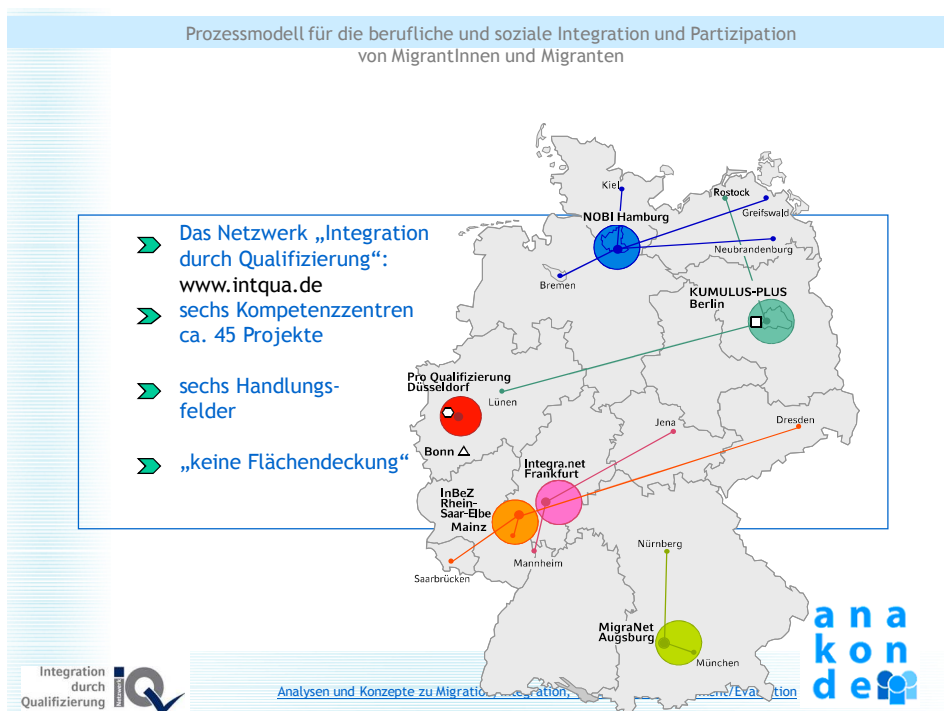 Prozessmodell für die berufliche und soziale Integration und Partizipation
von MigrantInnen und Migranten
Das Netzwerk „Integration
durch Qualifizierung“:
www.intqua.de
sechs Kompetenzzentren
ca. 45 Projekte
sechs Handlungs-
felder
„keine Flächendeckung“
Kiel
Rostock
Greifswald
NOBI Hamburg
Neubrandenburg
Bremen
KUMULUS-PLUS
Berlin
Pro Qualifizierung
Düsseldorf
Lünen
Jena
Dresden
Bonn
Integra.net
Frankfurt
InBeZ
Rhein-
Saar-Elbe
Mainz
Mannheim
Saarbrücken
Nürnberg
MigraNet
Augsburg
München
Integration
durch
Qualifizierung
Netzwerk
IQ
Analysen und Konzepte zu Migration, Integration,
/Evaluation
ana
kon
de